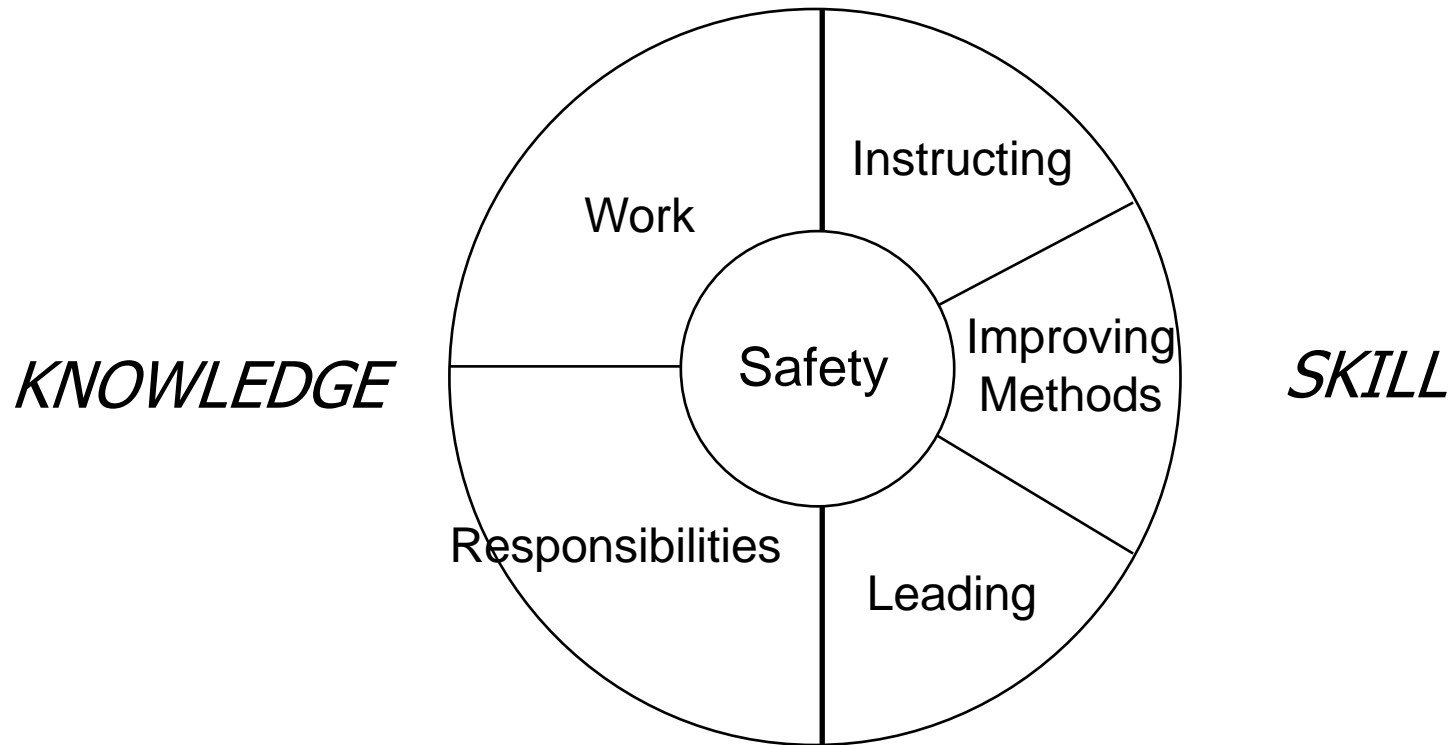 Instructing
Work
Improving
Methods
Safety
KNOWLEDGE
SKILL
Responsibilities
Leading